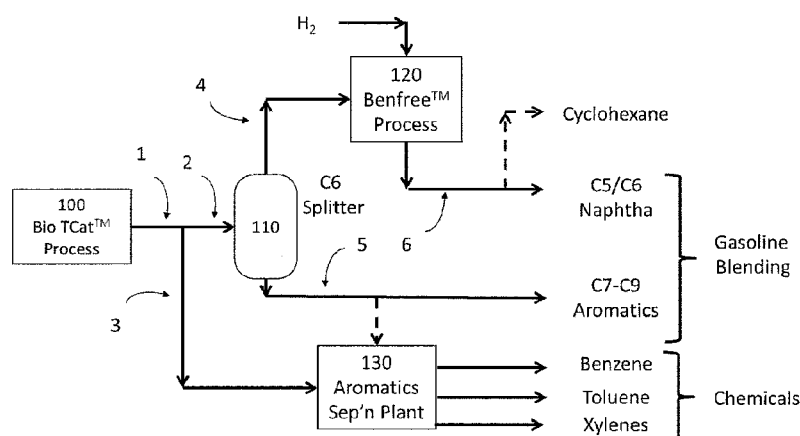 H2
120
Benfree™
Process
4
Cyclohexane
1
2
C6
Splitter
C5/C6
Naphtha
100
Bio TCat™
Process
110
5
6
Gasoline
Blending
C7-C9
Aromatics
3
130
Aromatics
Sep'n Plant
Benzene
Toluene
Xylenes
Chemicals